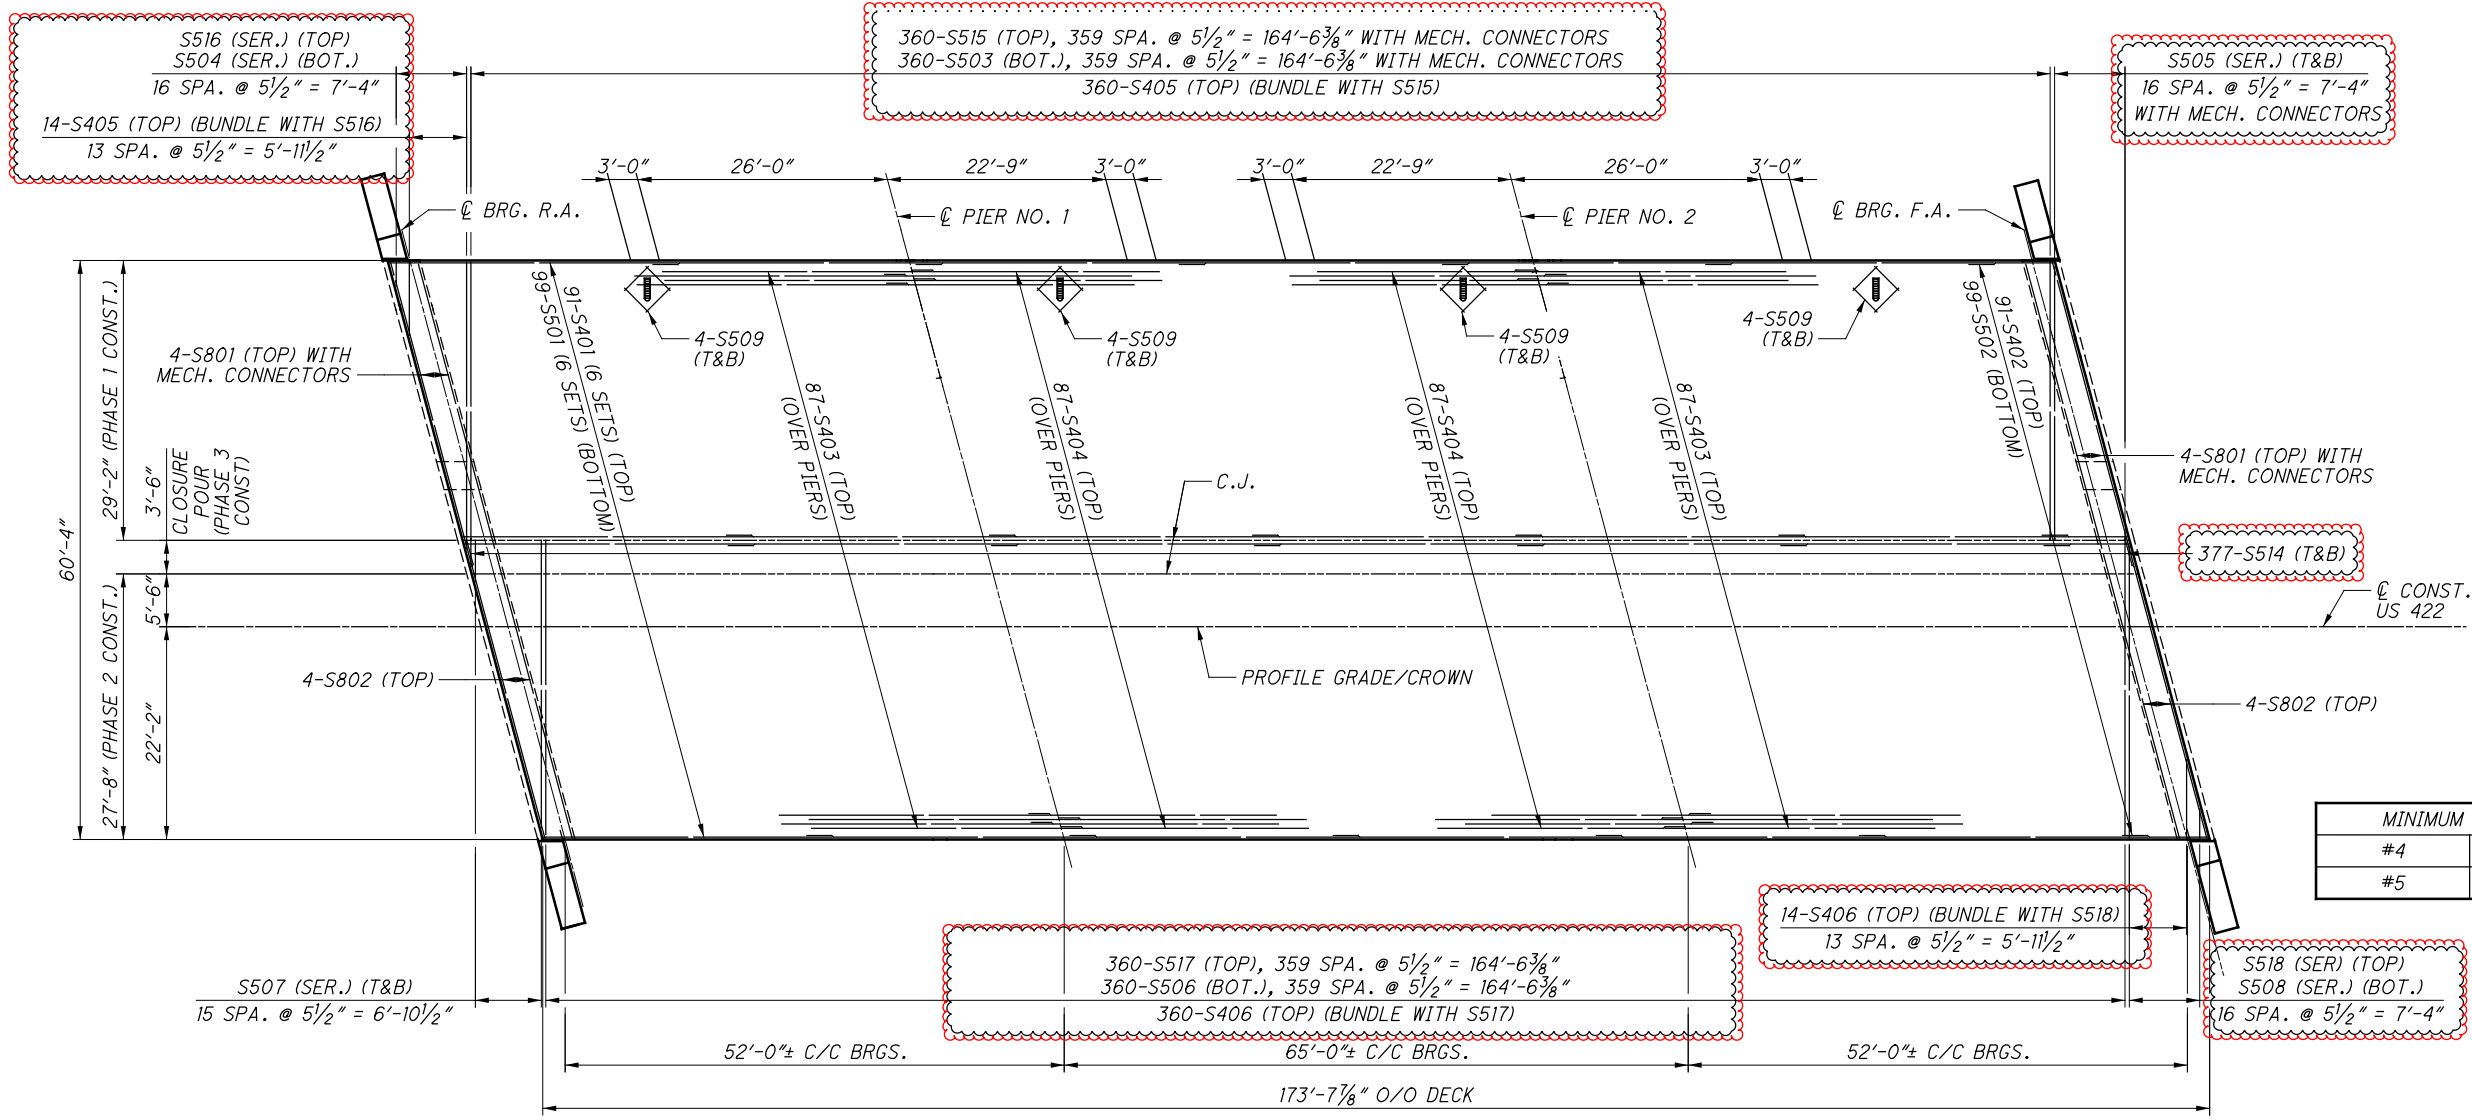 S516 (SER.) (TOP)
S504 (SER.) (BOT.)
16 SPA. @ 5½" = 7'-4"
14-S405 (TOP) (BUNDLE WITH S516)
13 SPA. @ 5½" = 5'-11½"
360-S515 (TOP), 359 SPA. @ 5½" = 164'-6⅜" WITH MECH. CONNECTORS
360-S503 (BOT.), 359 SPA. @ 5½" = 164'-6⅜" WITH MECH. CONNECTORS
360-S405 (TOP) (BUNDLE WITH S515)
S505 (SER.) (T&B)
16 SPA. @ 5½" = 7'-4"
WITH MECH. CONNECTORS
3'-0"
26'-0"
22'-9"
3'-0"
3'-0"
22'-9"
26'-0"
3'-0"
℄ BRG. R.A.
℄ PIER NO. 1
℄ PIER NO. 2
℄ BRG. F.A.
4-S509
(T&B)
4-S509
(T&B)
4-S509
(T&B)
4-S509
(T&B)
4-S801 (TOP) WITH
MECH. CONNECTORS
91-S401 (6 SETS) (TOP)
99-S501 (6 SETS) (BOTTOM)
87-S403 (TOP)
(OVER PIERS)
87-S404 (TOP)
(OVER PIERS)
87-S404 (TOP)
(OVER PIERS)
87-S403 (TOP)
(OVER PIERS)
91-S402 (TOP)
99-S502 (BOTTOM)
60'-4"
29'-2" (PHASE 1 CONST.)
3'-6"
CLOSURE
POUR
(PHASE 3
CONST)
27'-8" (PHASE 2 CONST.)
5'-6"
22'-2"
C.J.
4-S801 (TOP) WITH
MECH. CONNECTORS
377-S514 (T&B)
℄ CONST.
US 422
PROFILE GRADE/CROWN
4-S802 (TOP)
4-S802 (TOP)
MINIMUM
#4
#5
14-S406 (TOP) (BUNDLE WITH S518)
13 SPA. @ 5½" = 5'-11½"
S507 (SER.) (T&B)
15 SPA. @ 5½" = 6'-10½"
360-S517 (TOP), 359 SPA. @ 5½" = 164'-6⅜"
360-S506 (BOT.), 359 SPA. @ 5½" = 164'-6⅜"
360-S406 (TOP) (BUNDLE WITH S517)
S518 (SER) (TOP)
S508 (SER.) (BOT.)
16 SPA. @ 5½" = 7'-4"
52'-0"± C/C BRGS.
65'-0"± C/C BRGS.
52'-0"± C/C BRGS.
173'-7⅞" O/O DECK